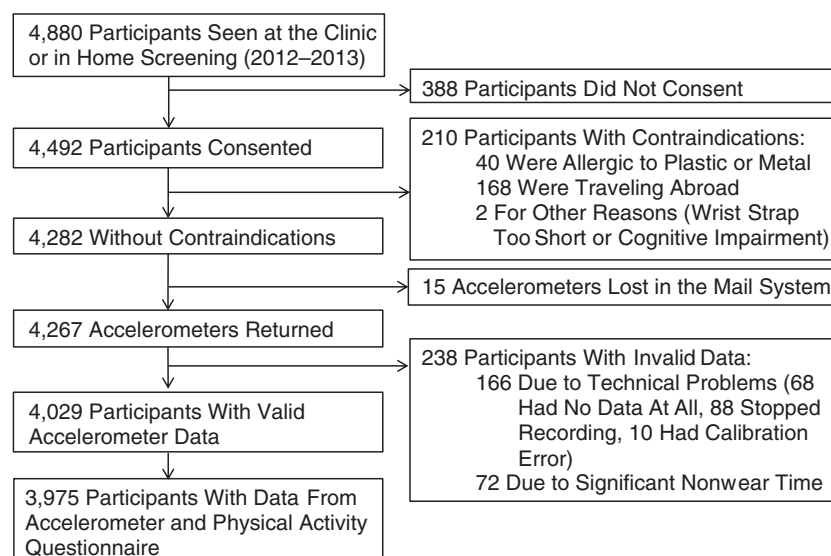 4,880 Participants Seen at the Clinic
or in Home Screening (2012–2013)
388 Participants Did Not Consent
4,492 Participants Consented
210 Participants With Contraindications:
40 Were Allergic to Plastic or Metal
168 Were Traveling Abroad
2 For Other Reasons (Wrist Strap
Too Short or Cognitive Impairment)
4,282 Without Contraindications
15 Accelerometers Lost in the Mail System
4,267 Accelerometers Returned
238 Participants With Invalid Data:
166 Due to Technical Problems (68
Had No Data At All, 88 Stopped
Recording, 10 Had Calibration
Error)
72 Due to Significant Nonwear Time
4,029 Participants With Valid
Accelerometer Data
3,975 Participants With Data From
Accelerometer and Physical Activity
Questionnaire